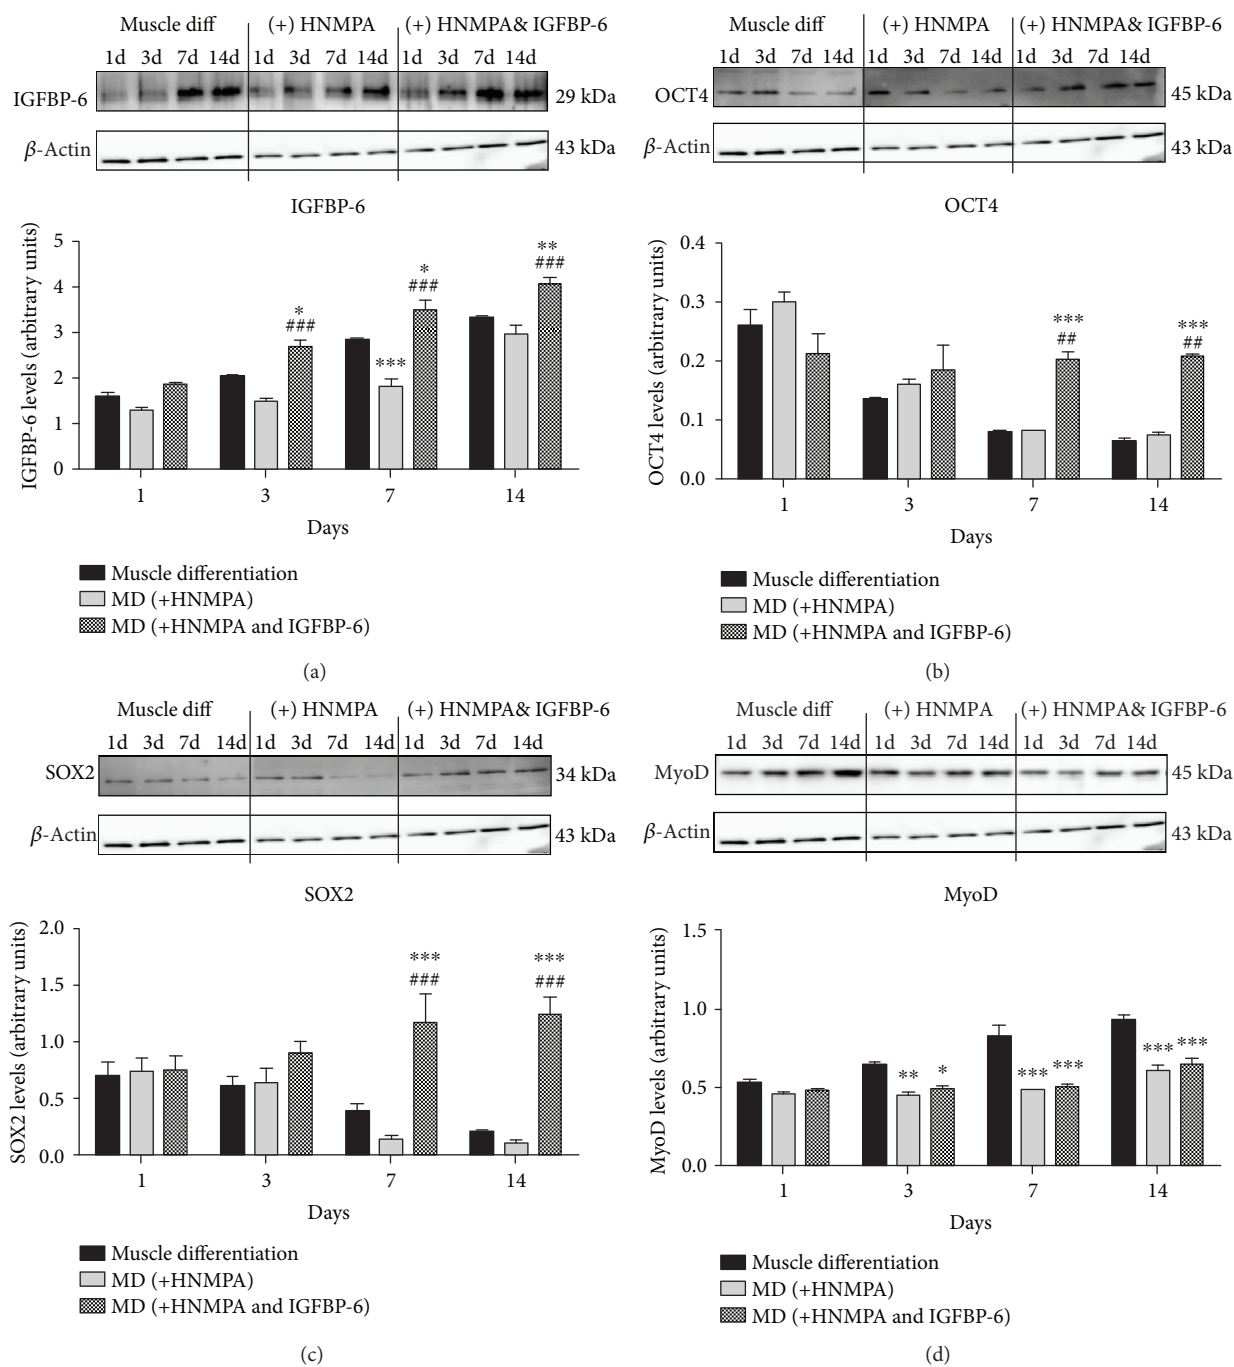 Muscle diff (+) HNMPA (+) HNMPA& IGFBP-6
1d 3d 7d 14d 1d 3d 7d 14d 1d 3d 7d 14d
IGFBP-6 29 kDa
β-Actin 43 kDa
IGFBP-6
IGFBP-6 levels (arbitrary units)
5
4
3
2
1
0
* ### *** * ### ** ###
1 3 7 14
Days
Muscle differentiation
MD (+HNMPA)
MD (+HNMPA and IGFBP-6)
(a)
Muscle diff (+) HNMPA (+) HNMPA& IGFBP-6
1d 3d 7d 14d 1d 3d 7d 14d 1d 3d 7d 14d
OCT4 45 kDa
β-Actin 43 kDa
OCT4
OCT4 levels (arbitrary units)
0.4
0.3
0.2
0.1
0.0
*** ***
## ##
1 3 7 14
Days
Muscle differentiation
MD (+HNMPA)
MD (+HNMPA and IGFBP-6)
(b)
Muscle diff (+) HNMPA (+) HNMPA& IGFBP-6
1d 3d 7d 14d 1d 3d 7d 14d 1d 3d 7d 14d
SOX2 34 kDa
β-Actin 43 kDa
SOX2
SOX2 levels (arbitrary units)
2.0
1.5
1.0
0.5
0.0
*** ***
### ###
1 3 7 14
Days
Muscle differentiation
MD (+HNMPA)
MD (+HNMPA and IGFBP-6)
(c)
Muscle diff (+) HNMPA (+) HNMPA& IGFBP-6
1d 3d 7d 14d 1d 3d 7d 14d 1d 3d 7d 14d
MyoD 45 kDa
β-Actin 43 kDa
MyoD
MyoD levels (arbitrary units)
1.5
1.0
0.5
0.0
** * *** *** *** ***
1 3 7 14
Days
Muscle differentiation
MD (+HNMPA)
MD (+HNMPA and IGFBP-6)
(d)